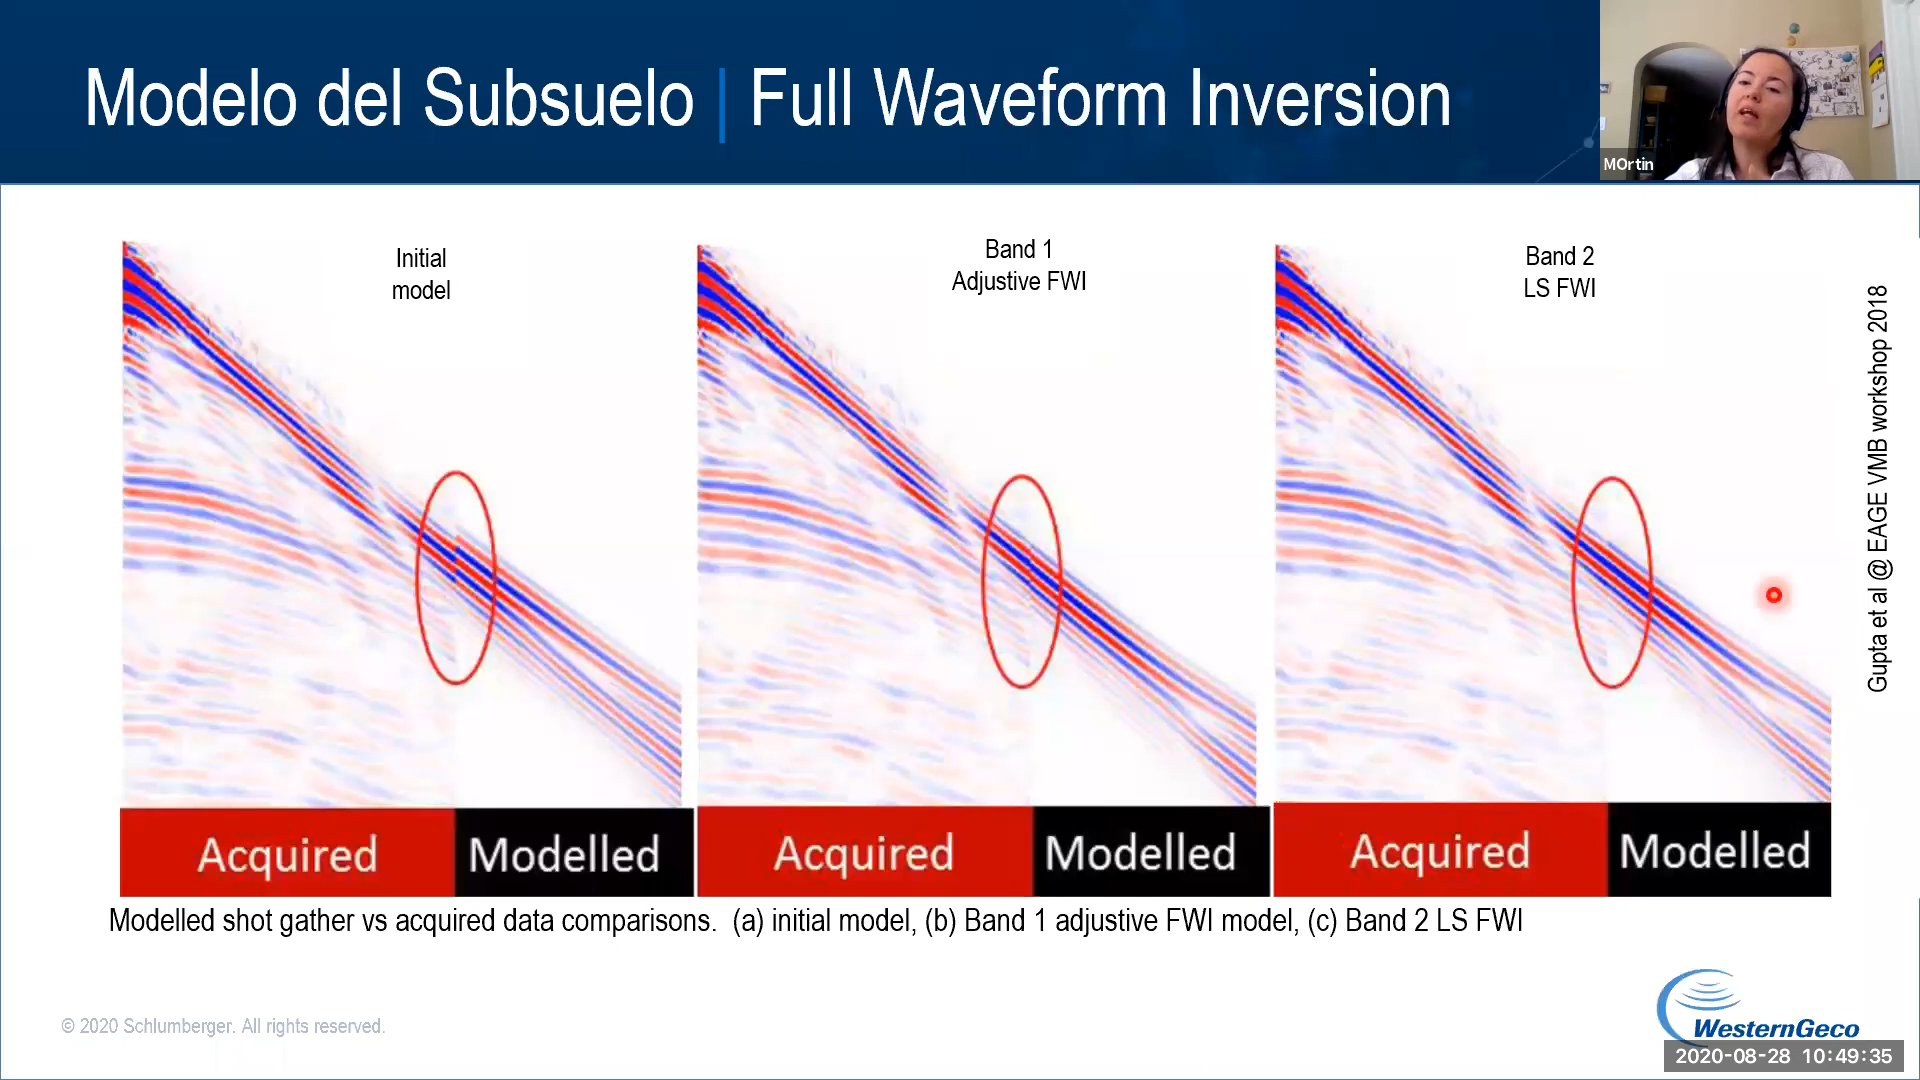 Modelo del Subsuelo | Full Waveform Inversion
MOrtin
Initial
model
Band 1
Adjustive FWI
Band 2
LS FWI
Gupta et al @ EAGE VMB workshop 2018
Acquired
Modelled
Acquired
Modelled
Acquired
Modelled
Modelled shot gather vs acquired data comparisons. (a) initial model, (b) Band 1 adjustive FWI model, (c) Band 2 LS FWI
© 2020 Schlumberger. All rights reserved.
WesternGeco
2020-08-28 10:49:35